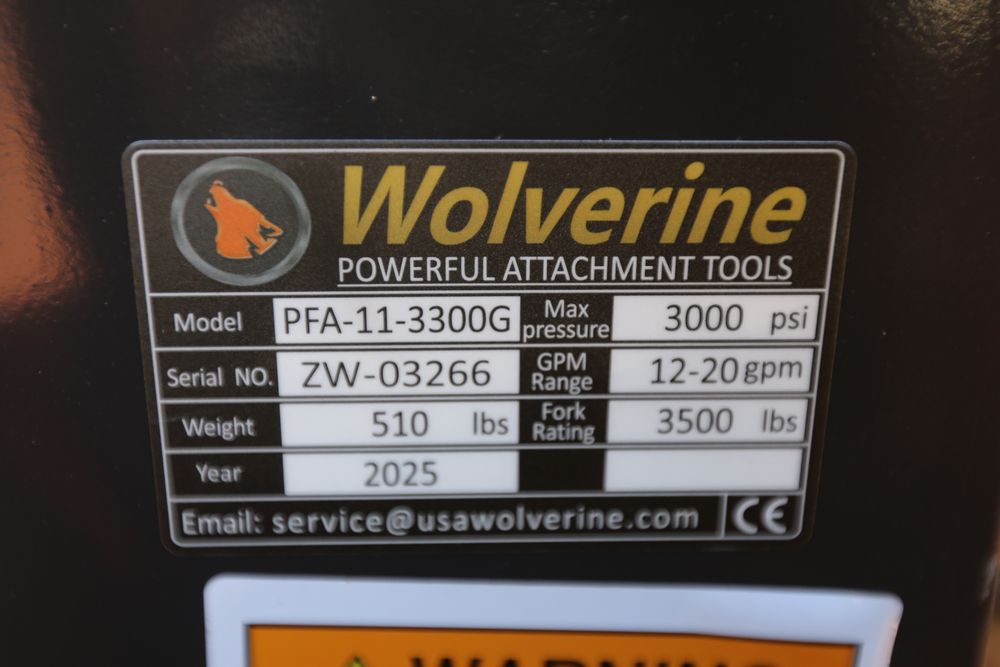 Wolverine
POWERFUL ATTACHMENT TOOLS
Model PFA-11-3300G Max pressure 3000 psi
Serial NO. ZW-03266 GPM Range 12-20 gpm
Weight 510 lbs Fork Rating 3500 lbs
Year 2025
Email: service@usawolverine.com CE
WARNING